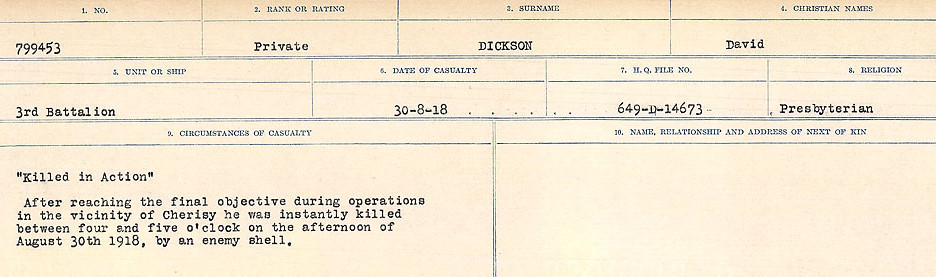 1. NO. 2. RANK OR RATING 3. SURNAME 4. CHRISTIAN NAMES
799453 Private DICKSON David
5. UNIT OR SHIP 6. DATE OF CASUALTY 7. H.Q. FILE NO. 8. RELIGION
3rd Battalion 30-8-18 . . . . . . 649-D-14673 Presbyterian
9. CIRCUMSTANCES OF CASUALTY 10. NAME, RELATIONSHIP AND ADDRESS OF NEXT OF KIN
"Killed in Action"
After reaching the final objective during operations
in the vicinity of Cherisy he was instantly killed
between four and five o'clock on the afternoon of
August 30th 1918, by an enemy shell.